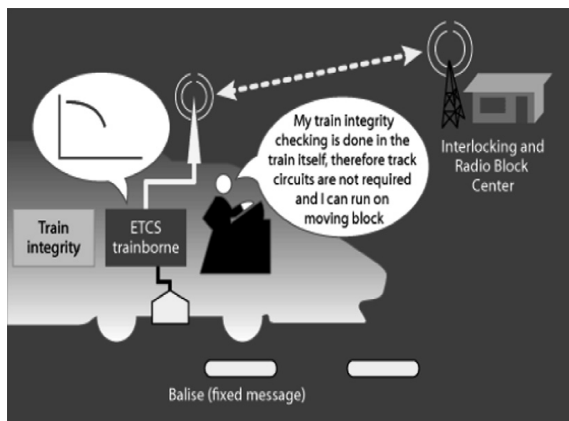 My train integrity
checking is done in the
train itself, therefore track
circuits are not required
and I can run on
moving block
Interlocking and
Radio Block
Center
Train
integrity
ETCS
trainborne
Balise (fixed message)